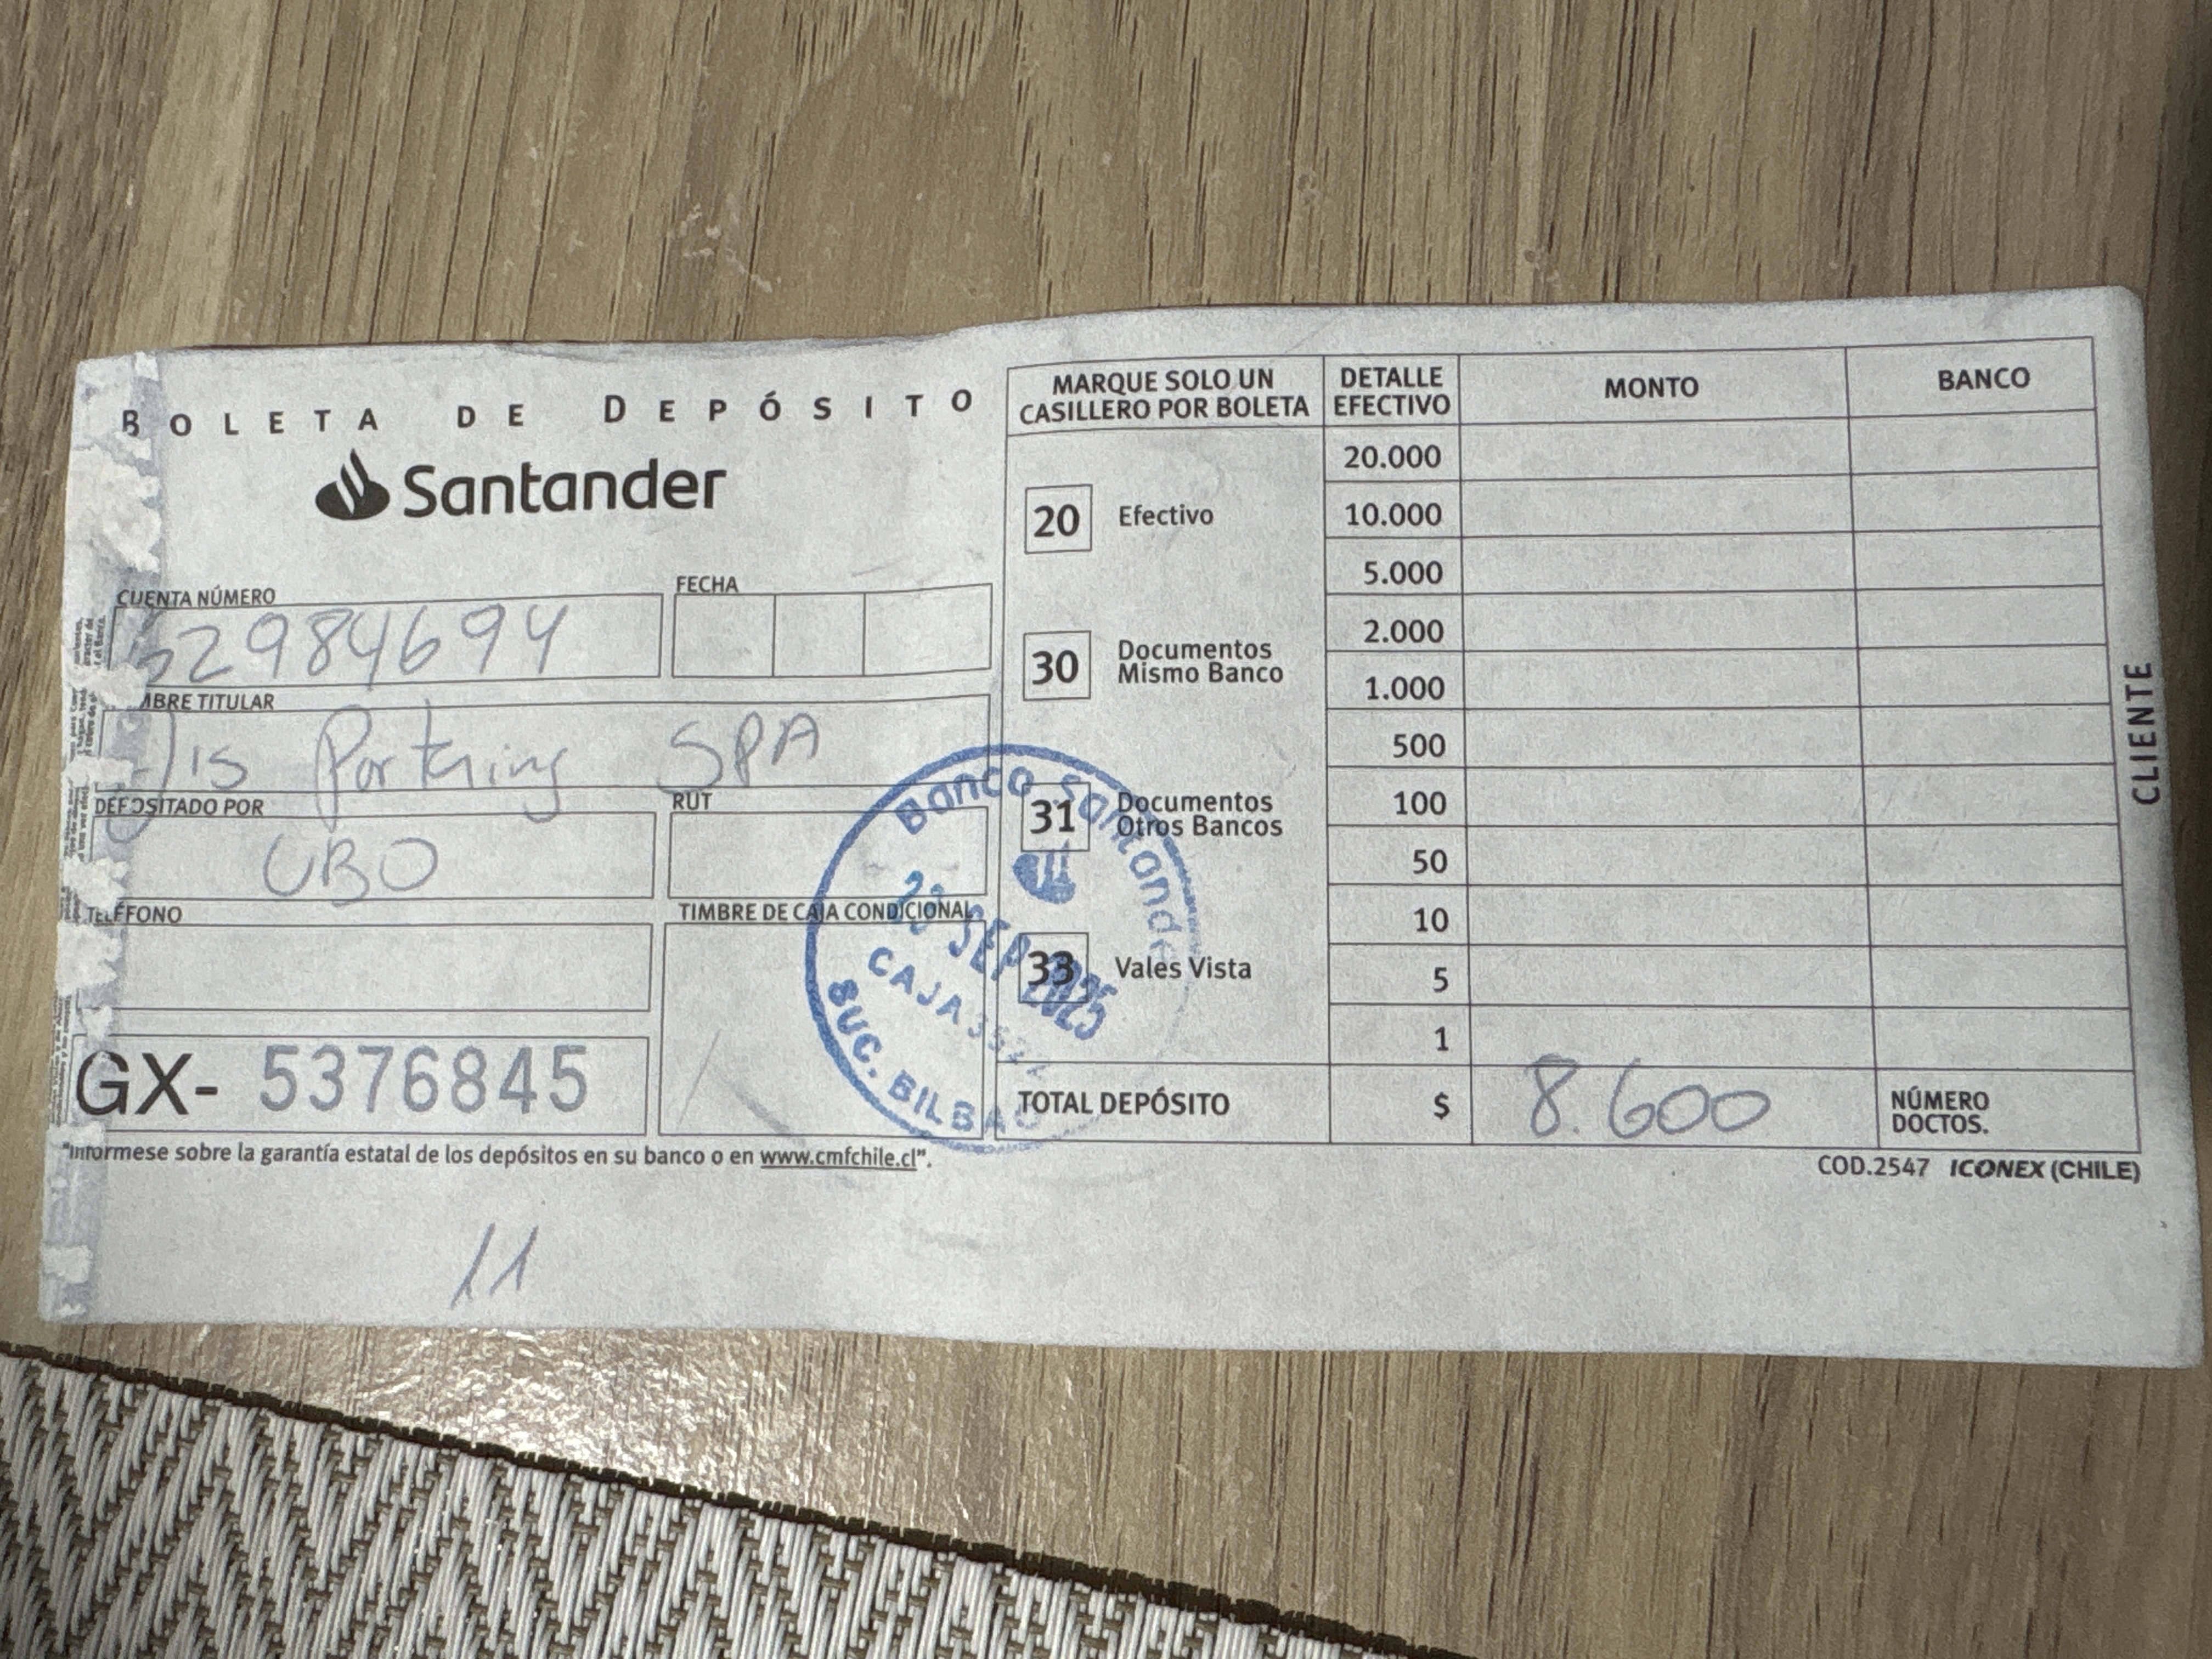 BOLETA DE DEPÓSITO
Santander
CUENTA NÚMERO
52984694
FECHA
MBRE TITULAR
Portening SPA
DEPOSITADO POR
UBO
RUT
TELÉFONO
TIMBRE DE CAJA CONDICIONAL
GX- 5376845
"Infórmese sobre la garantía estatal de los depósitos en su banco o en www.cmfchile.cl".
11
MARQUE SOLO UN CASILLERO POR BOLETA
20 Efectivo
30 Documentos Mismo Banco
31 Documentos Otros Bancos
33 Vales Vista
DETALLE EFECTIVO MONTO BANCO
20.000
10.000
5.000
2.000
1.000
500
100
50
10
5
1
TOTAL DEPÓSITO $ 8.600 NÚMERO DOCTOS.
COD.2547 ICONEX (CHILE)
CLIENTE
Banco Santander
SEP 2025
CAJA
SUC. BILBAO